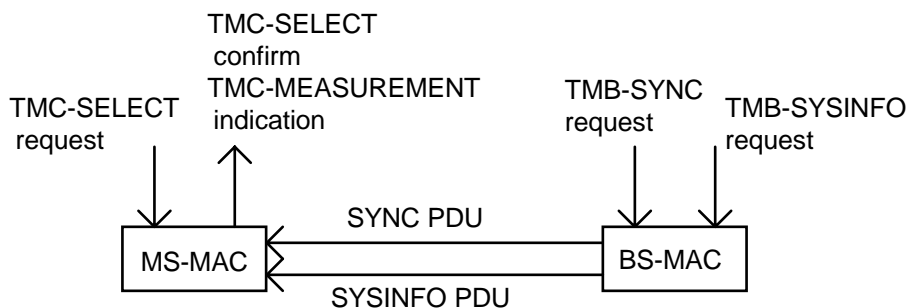 TMC-SELECT
confirm
TMC-MEASUREMENT
indication
TMC-SELECT
request
TMB-SYNC
request
TMB-SYSINFO
request
SYNC PDU
MS-MAC
BS-MAC
SYSINFO PDU